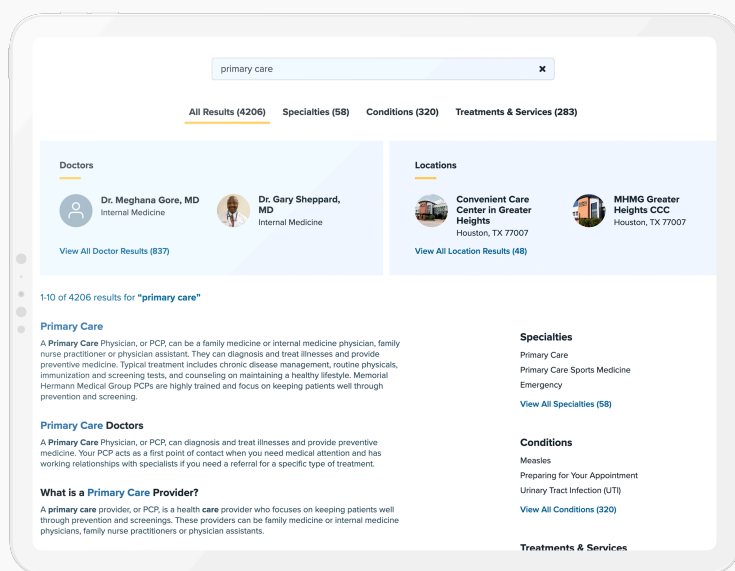 primary care
All Results (4206) Specialties (58) Conditions (320) Treatments & Services (283)
Doctors
Dr. Meghana Gore, MD
Internal Medicine
Dr. Gary Sheppard,
MD
Internal Medicine
View All Doctor Results (837)
Locations
Convenient Care
Center in Greater
Heights
Houston, TX 77007
MHMG Greater
Heights CCC
Houston, TX 77007
View All Location Results (48)
1-10 of 4206 results for “primary care”
Primary Care
A Primary Care Physician, or PCP, can be a family medicine or internal medicine physician, family
nurse practitioner or physician assistant. They can diagnosis and treat illnesses and provide
preventive medicine. Typical treatment includes chronic disease management, routine physicals,
immunization and screening tests, and counseling on maintaining a healthy lifestyle. Memorial
Hermann Medical Group PCPs are highly trained and focus on keeping patients well through
prevention and screening.
Primary Care Doctors
A Primary Care Physician, or PCP, can diagnosis and treat illnesses and provide preventive
medicine. Your PCP acts as a first point of contact when you need medical attention and has
working relationships with specialists if you need a referral for a specific type of treatment.
What is a Primary Care Provider?
A primary care provider, or PCP, is a health care provider who focuses on keeping patients well
through prevention and screenings. These providers can be family medicine or internal medicine
physicians, family nurse practitioners or physician assistants.
Specialties
Primary Care
Primary Care Sports Medicine
Emergency
View All Specialties (58)
Conditions
Measles
Preparing for Your Appointment
Urinary Tract Infection (UTI)
View All Conditions (320)
Treatments & Services